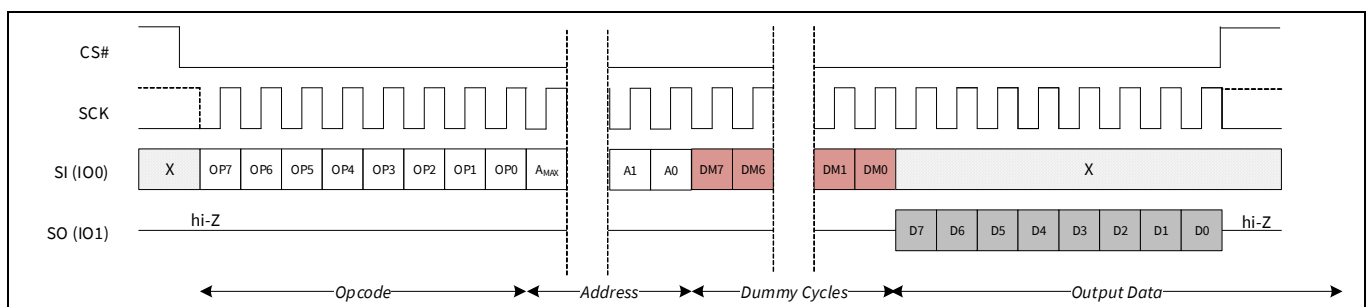 CS#
SCK
SI (IO0) X OP7 OP6 OP5 OP4 OP3 OP2 OP1 OP0 AMAX A1 A0 DM7 DM6 DM1 DM0 X
hi-Z
SO (IO1) D7 D6 D5 D4 D3 D2 D1 D0 hi-Z
Opcode Address Dummy Cycles Output Data